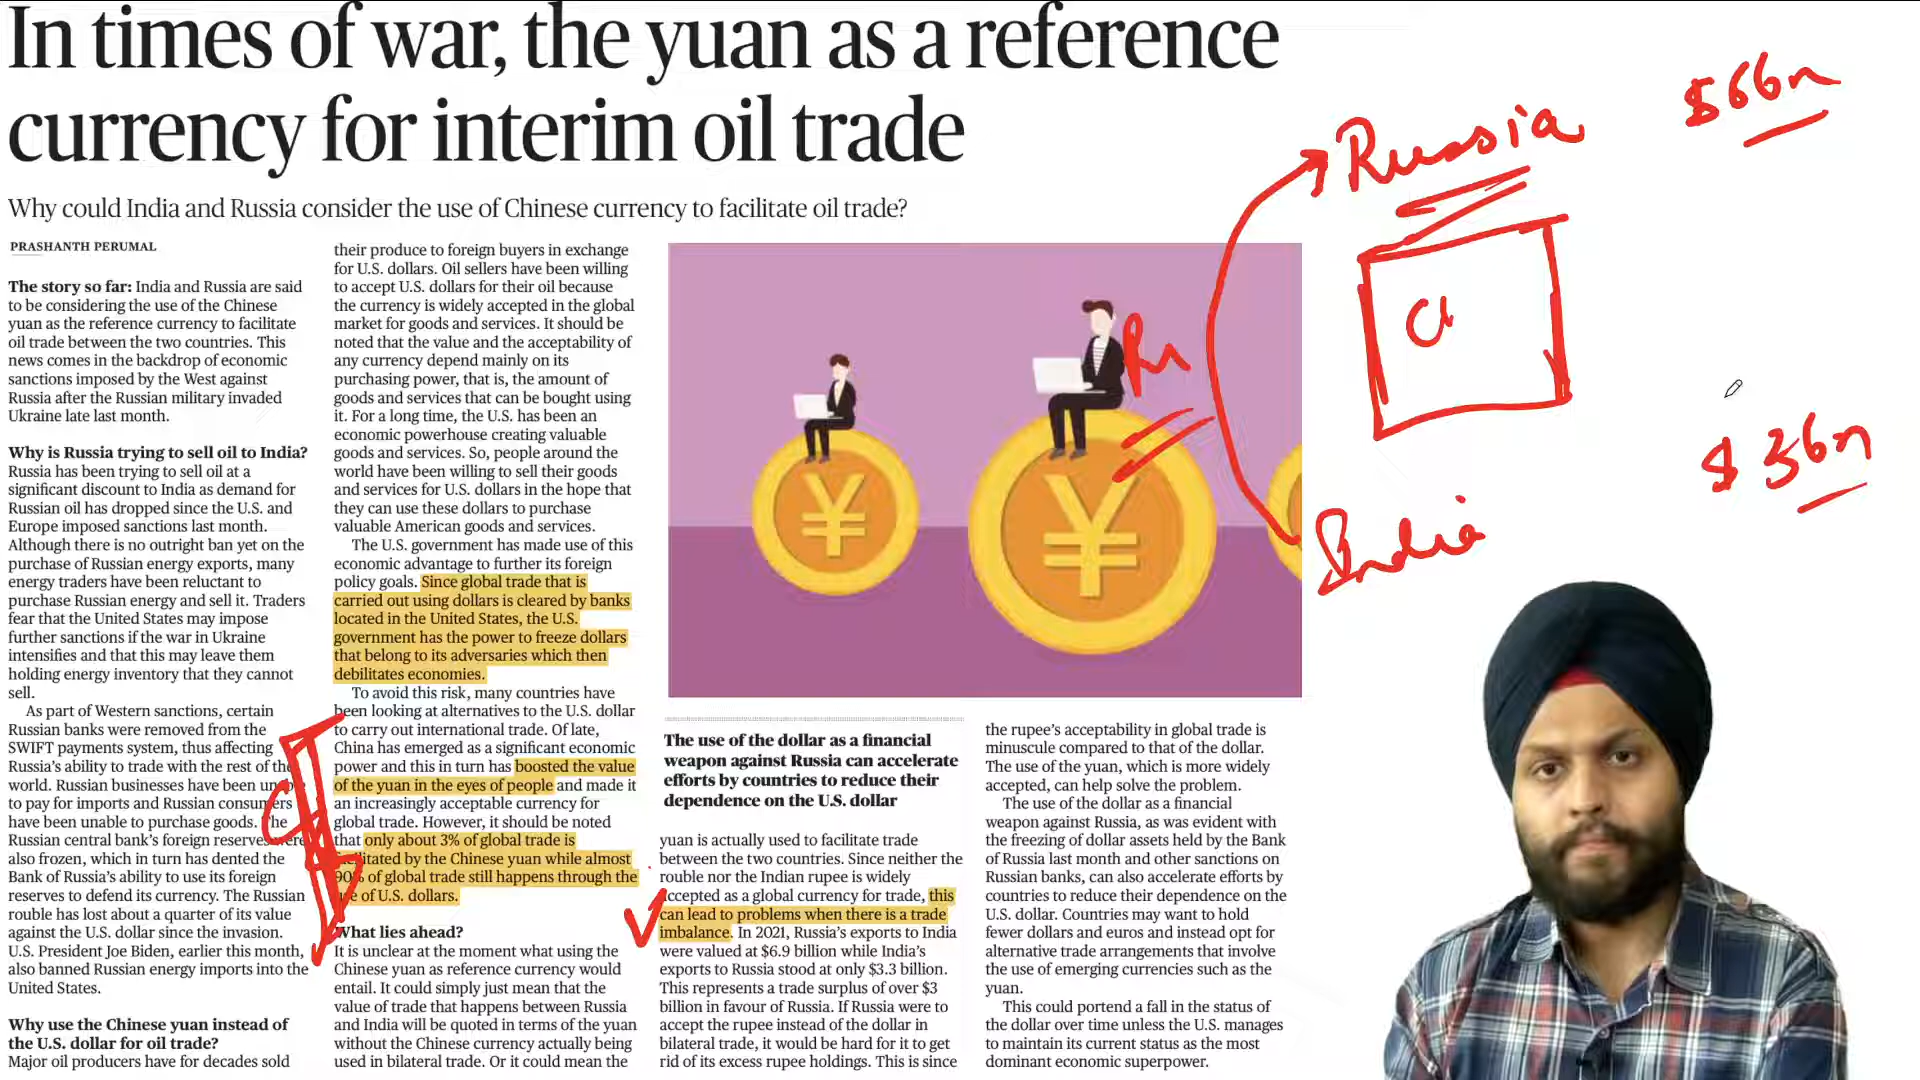 In times of war, the yuan as a reference
currency for interim oil trade
Why could India and Russia consider the use of Chinese currency to facilitate oil trade?
PRASHANTH PERUMAL
The story so far: India and Russia are said
to be considering the use of the Chinese
yuan as the reference currency to facilitate
oil trade between the two countries. This
news comes in the backdrop of economic
sanctions imposed by the West against
Russia after the Russian military invaded
Ukraine late last month.
Why is Russia trying to sell oil to India?
Russia has been trying to sell oil at a
significant discount to India as demand for
Russian oil has dropped since the U.S. and
Europe imposed sanctions last month.
Although there is no outright ban yet on the
purchase of Russian energy exports, many
energy traders have been reluctant to
purchase Russian energy and sell it. Traders
fear that the United States may impose
further sanctions if the war in Ukraine
intensifies and that this may leave them
holding energy inventory that they cannot
sell.
As part of Western sanctions, certain
Russian banks were removed from the
SWIFT payments system, thus affecting
Russia's ability to trade with the rest of the
world. Russian businesses have been unable
to pay for imports and Russian consumers
have been unable to purchase goods. The
Russian central bank's foreign reserves were
also frozen, which in turn has dented the
Bank of Russia's ability to use its foreign
reserves to defend its currency. The Russian
rouble has lost about a quarter of its value
against the U.S. dollar since the invasion.
U.S. President Joe Biden, earlier this month,
also banned Russian energy imports into the
United States.
Why use the Chinese yuan instead of
the U.S. dollar for oil trade?
Major oil producers have for decades sold
their produce to foreign buyers in exchange
for U.S. dollars. Oil sellers have been willing
to accept U.S. dollars for their oil because
the currency is widely accepted in the global
market for goods and services. It should be
noted that the value and the acceptability of
any currency depend mainly on its
purchasing power, that is, the amount of
goods and services that can be bought using
it. For a long time, the U.S. has been an
economic powerhouse creating valuable
goods and services. So, people around the
world have been willing to sell their goods
and services for U.S. dollars in the hope that
they can use these dollars to purchase
valuable American goods and services.
The U.S. government has made use of this
economic advantage to further its foreign
policy goals. Since global trade that is
carried out using dollars is cleared by banks
located in the United States, the U.S.
government has the power to freeze dollars
that belong to its adversaries which then
debilitates economies.
To avoid this risk, many countries have
been looking at alternatives to the U.S. dollar
to carry out international trade. Of late,
China has emerged as a significant economic
power and this in turn has boosted the value
of the yuan in the eyes of people and made it
an increasingly acceptable currency for
global trade. However, it should be noted
that only about 3% of global trade is
facilitated by the Chinese yuan while almost
90% of global trade still happens through the
use of U.S. dollars.
What lies ahead?
It is unclear at the moment what using the
Chinese yuan as reference currency would
entail. It could simply just mean that the
value of trade that happens between Russia
and India will be quoted in terms of the yuan
without the Chinese currency actually being
used in bilateral trade. Or it could mean the
¥ ¥
The use of the dollar as a financial
weapon against Russia can accelerate
efforts by countries to reduce their
dependence on the U.S. dollar
yuan is actually used to facilitate trade
between the two countries. Since neither the
rouble nor the Indian rupee is widely
accepted as a global currency for trade, this
can lead to problems when there is a trade
imbalance. In 2021, Russia's exports to India
were valued at $6.9 billion while India's
exports to Russia stood at only $3.3 billion.
This represents a trade surplus of over $3
billion in favour of Russia. If Russia were to
accept the rupee instead of the dollar in
bilateral trade, it would be hard for it to get
rid of its excess rupee holdings. This is since
the rupee's acceptability in global trade is
minuscule compared to that of the dollar.
The use of the yuan, which is more widely
accepted, can help solve the problem.
The use of the dollar as a financial
weapon against Russia, as was evident with
the freezing of dollar assets held by the Bank
of Russia last month and other sanctions on
Russian banks, can also accelerate efforts by
countries to reduce their dependence on the
U.S. dollar. Countries may want to hold
fewer dollars and euros and instead opt for
alternative trade arrangements that involve
the use of emerging currencies such as the
yuan.
This could portend a fall in the status of
the dollar over time unless the U.S. manages
to maintain its current status as the most
dominant economic superpower.
Russia
$6bn
India
$3bn